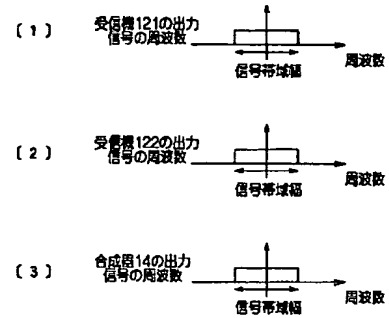 〔1〕
受信機121の出力
信号の周波数
信号帯域幅
周波数
〔2〕
受信機122の出力
信号の周波数
信号帯域幅
周波数
〔3〕
合成器14の出力
信号の周波数
信号帯域幅
周波数